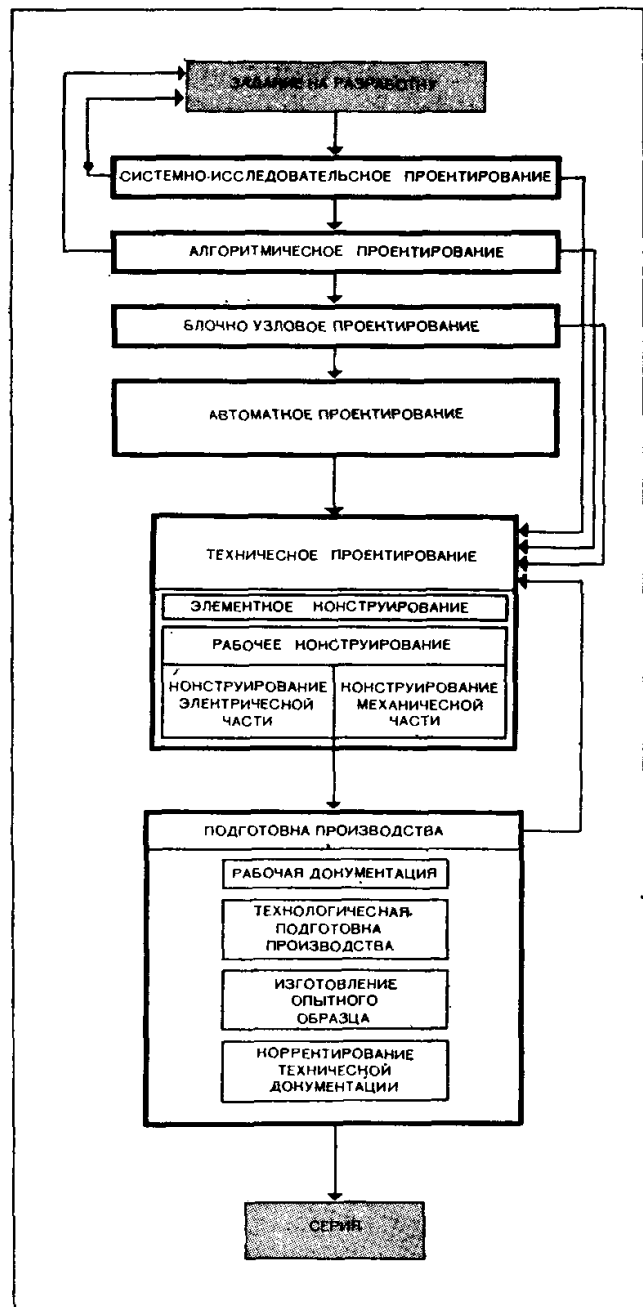 ЗАДАНИЕ НА РАЗРАБОТКУ
СИСТЕМНО-ИССЛЕДОВАТЕЛЬСКОЕ ПРОЕКТИРОВАНИЕ
АЛГОРИТМИЧЕСКОЕ ПРОЕКТИРОВАНИЕ
БЛОЧНО УЗЛОВОЕ ПРОЕКТИРОВАНИЕ
АВТОМАТНОЕ ПРОЕКТИРОВАНИЕ
ТЕХНИЧЕСКОЕ ПРОЕКТИРОВАНИЕ
ЭЛЕМЕНТНОЕ КОНСТРУИРОВАНИЕ
РАБОЧЕЕ КОНСТРУИРОВАНИЕ
КОНСТРУИРОВАНИЕ
ЭЛЕКТРИЧЕСКОЙ
ЧАСТИ
КОНСТРУИРОВАНИЕ
МЕХАНИЧЕСКОЙ
ЧАСТИ
ПОДГОТОВКА ПРОИЗВОДСТВА
РАБОЧАЯ ДОКУМЕНТАЦИЯ
ТЕХНОЛОГИЧЕСКАЯ
ПОДГОТОВКА
ПРОИЗВОДСТВА
ИЗГОТОВЛЕНИЕ
ОПЫТНОГО
ОБРАЗЦА
КОРРЕКТИРОВАНИЕ
ТЕХНИЧЕСКОЙ
ДОКУМЕНТАЦИИ
СЕРИЯ